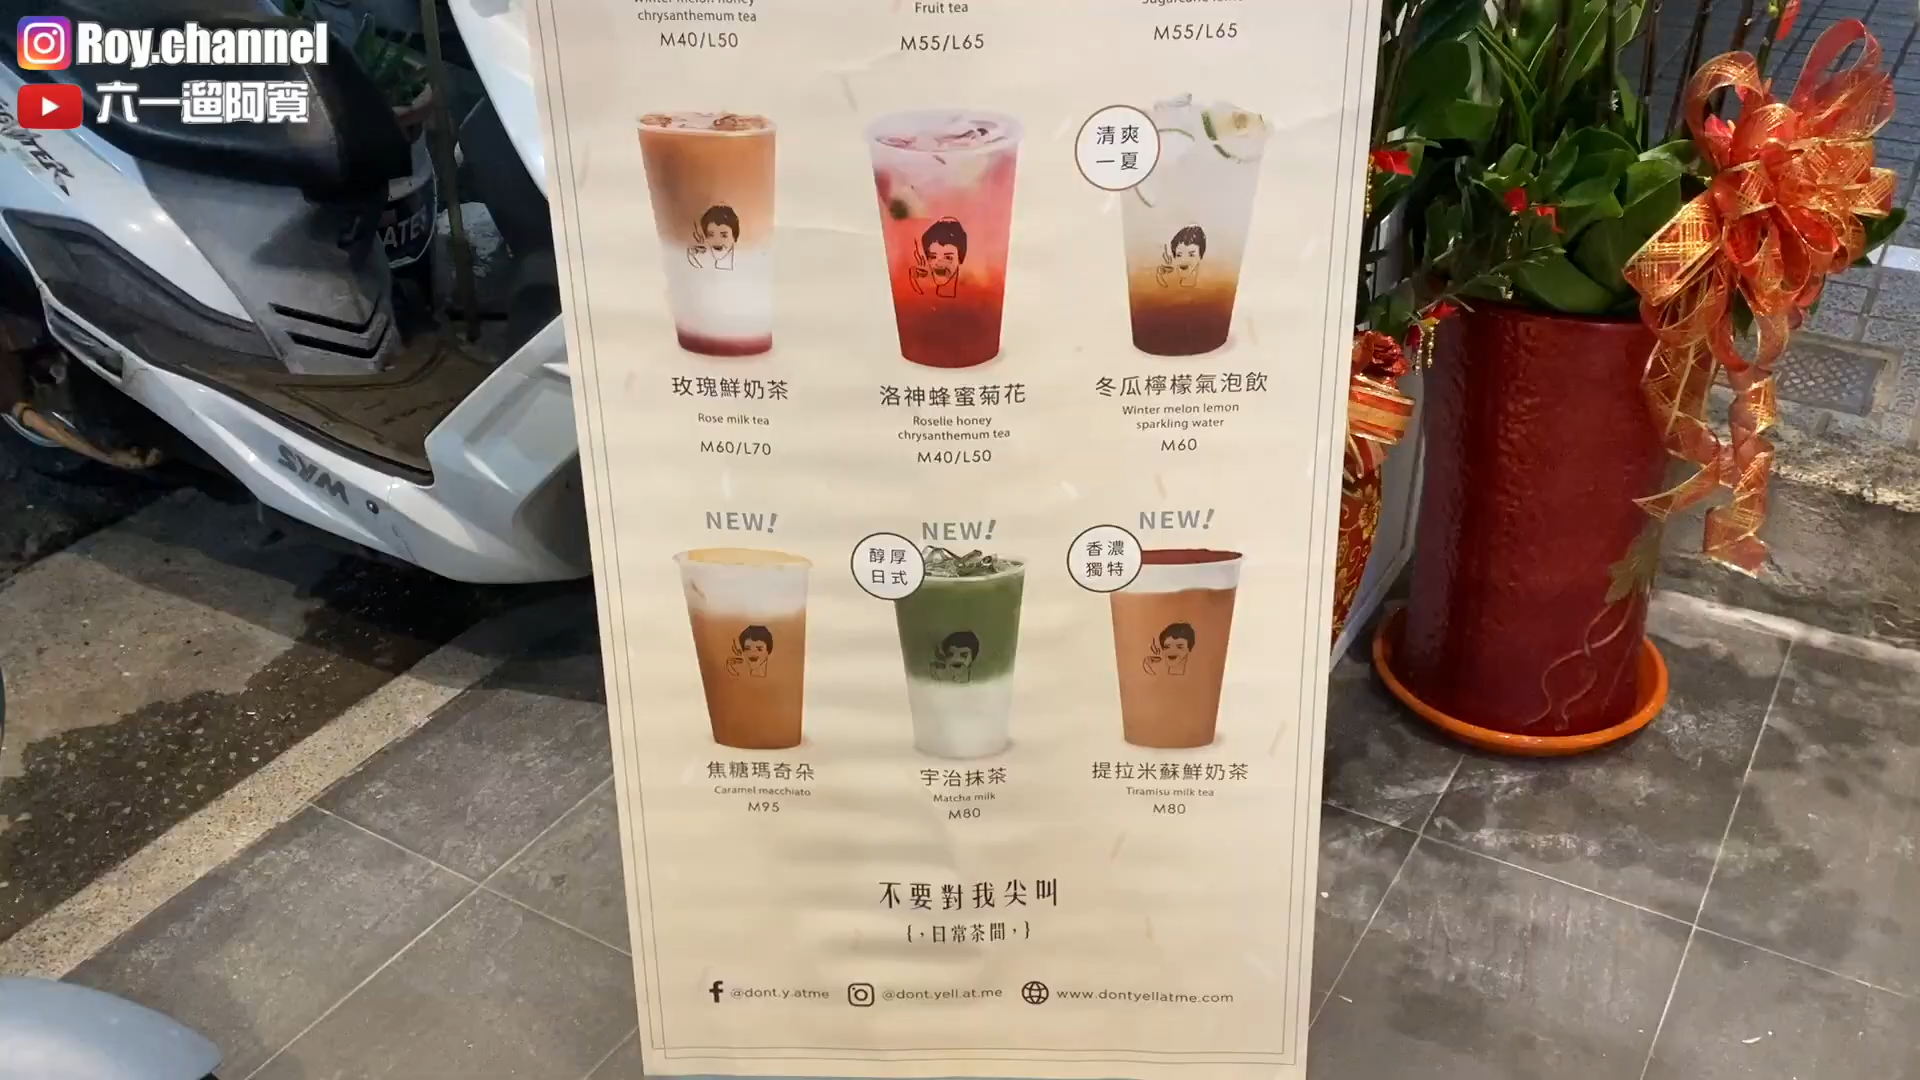 Roy.channel
六一遛阿寶
chrysanthemum tea
M40/L50
Fruit tea
M55/L65
M55/L65
清爽
一夏
玫瑰鮮奶茶
Rose milk tea
M60/L70
洛神蜂蜜菊花
Roselle honey
chrysanthemum tea
M40/L50
冬瓜檸檬氣泡飲
Winter melon lemon
sparkling water
M60
NEW!
焦糖瑪奇朵
Caramel macchiato
M95
NEW!
醇厚
日式
宇治抹茶
Matcha milk
M80
NEW!
香濃
獨特
提拉米蘇鮮奶茶
Tiramisu milk tea
M80
不要對我尖叫
{,日常茶間,}
@dont.y.atme
@dont.yell.at.me
www.dontyellatme.com
SKM